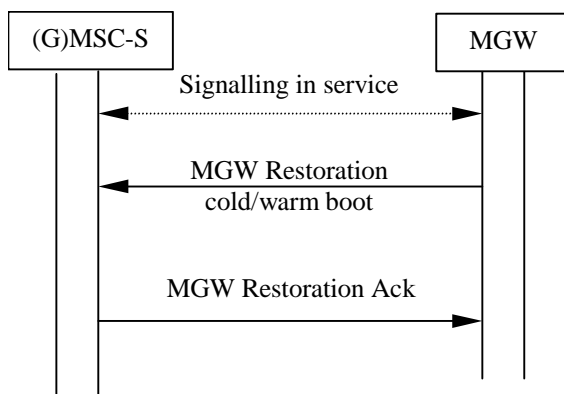 (G)MSC-S
MGW
Signalling in service
MGW Restoration
cold/warm boot
MGW Restoration Ack